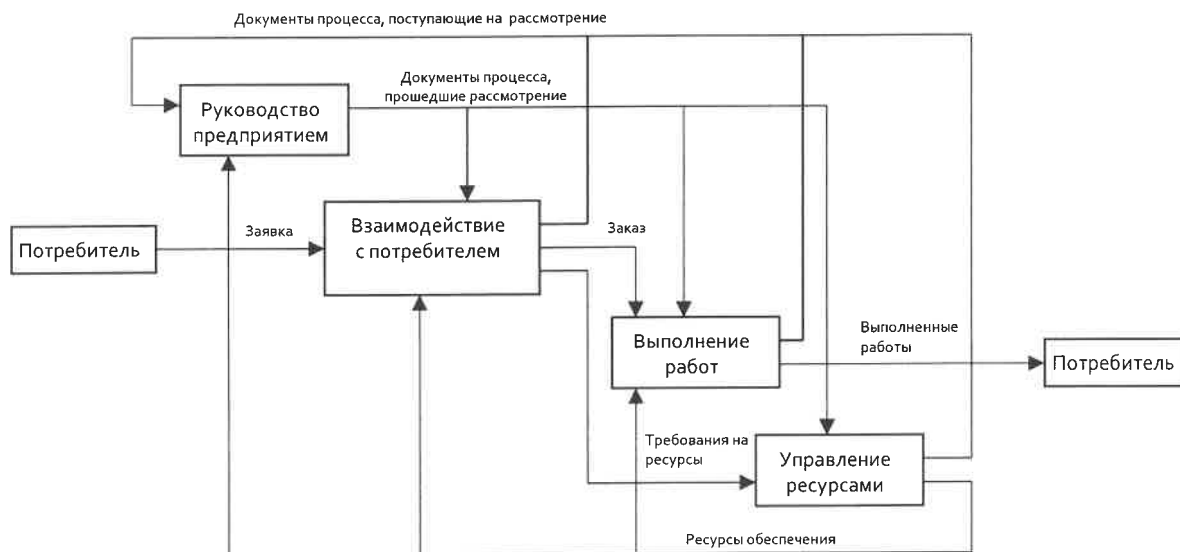 Документы процесса, поступающие на рассмотрение
Документы процесса,
прошедшие рассмотрение
Руководство
предприятием
Потребитель
Заявка
Взаимодействие
с потребителем
Заказ
Выполнение
работ
Выполненные
работы
Потребитель
Требования на
ресурсы
Управление
ресурсами
Ресурсы обеспечения